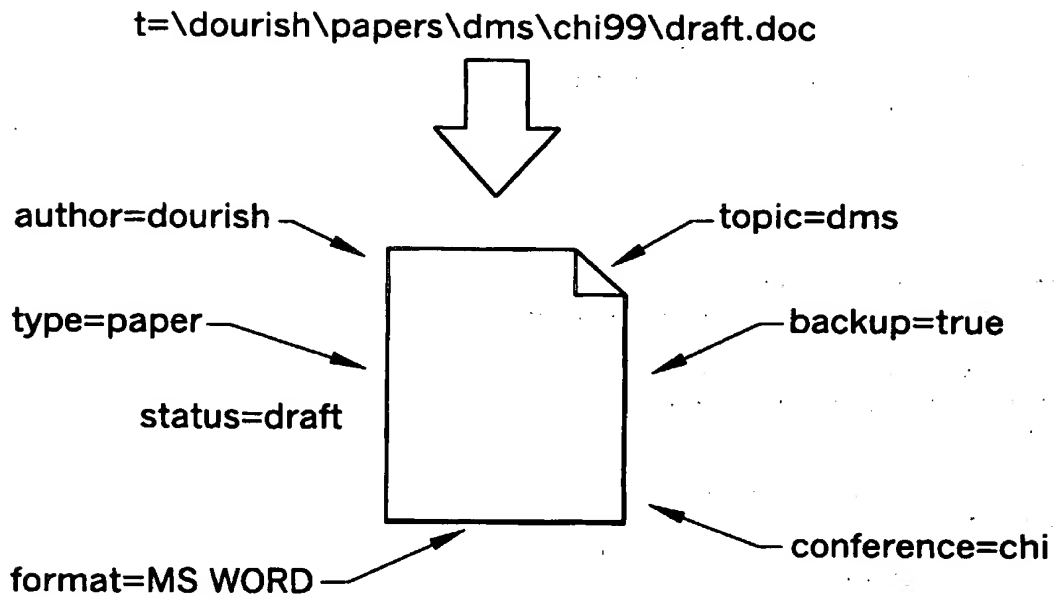 t=\dourish\papers\dms\chi99\draft.doc
author=dourish
topic=dms
type=paper
backup=true
status=draft
conference=chi
format=MS WORD